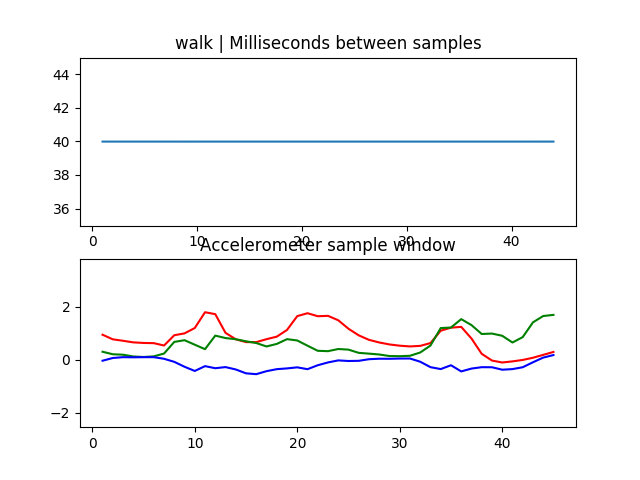 walk | Milliseconds between samples
44
42
40
38
36
0 10 20 30 40
Accelerometer sample window
2
0
−2
0 10 20 30 40